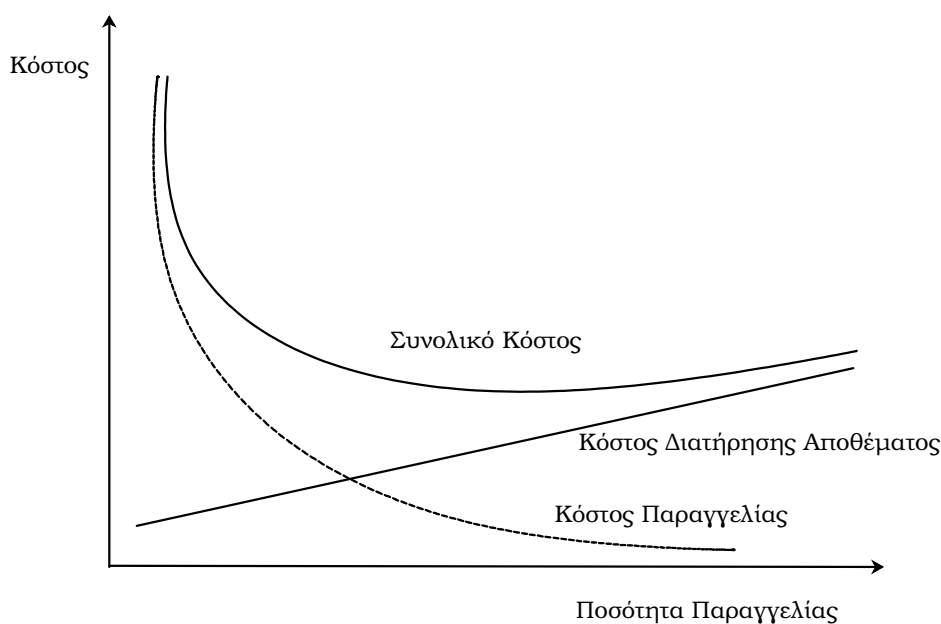 Κόστος
Συνολικό Κόστος
Κόστος Διατήρησης Αποθέματος
Κόστος Παραγγελίας
Ποσότητα Παραγγελίας